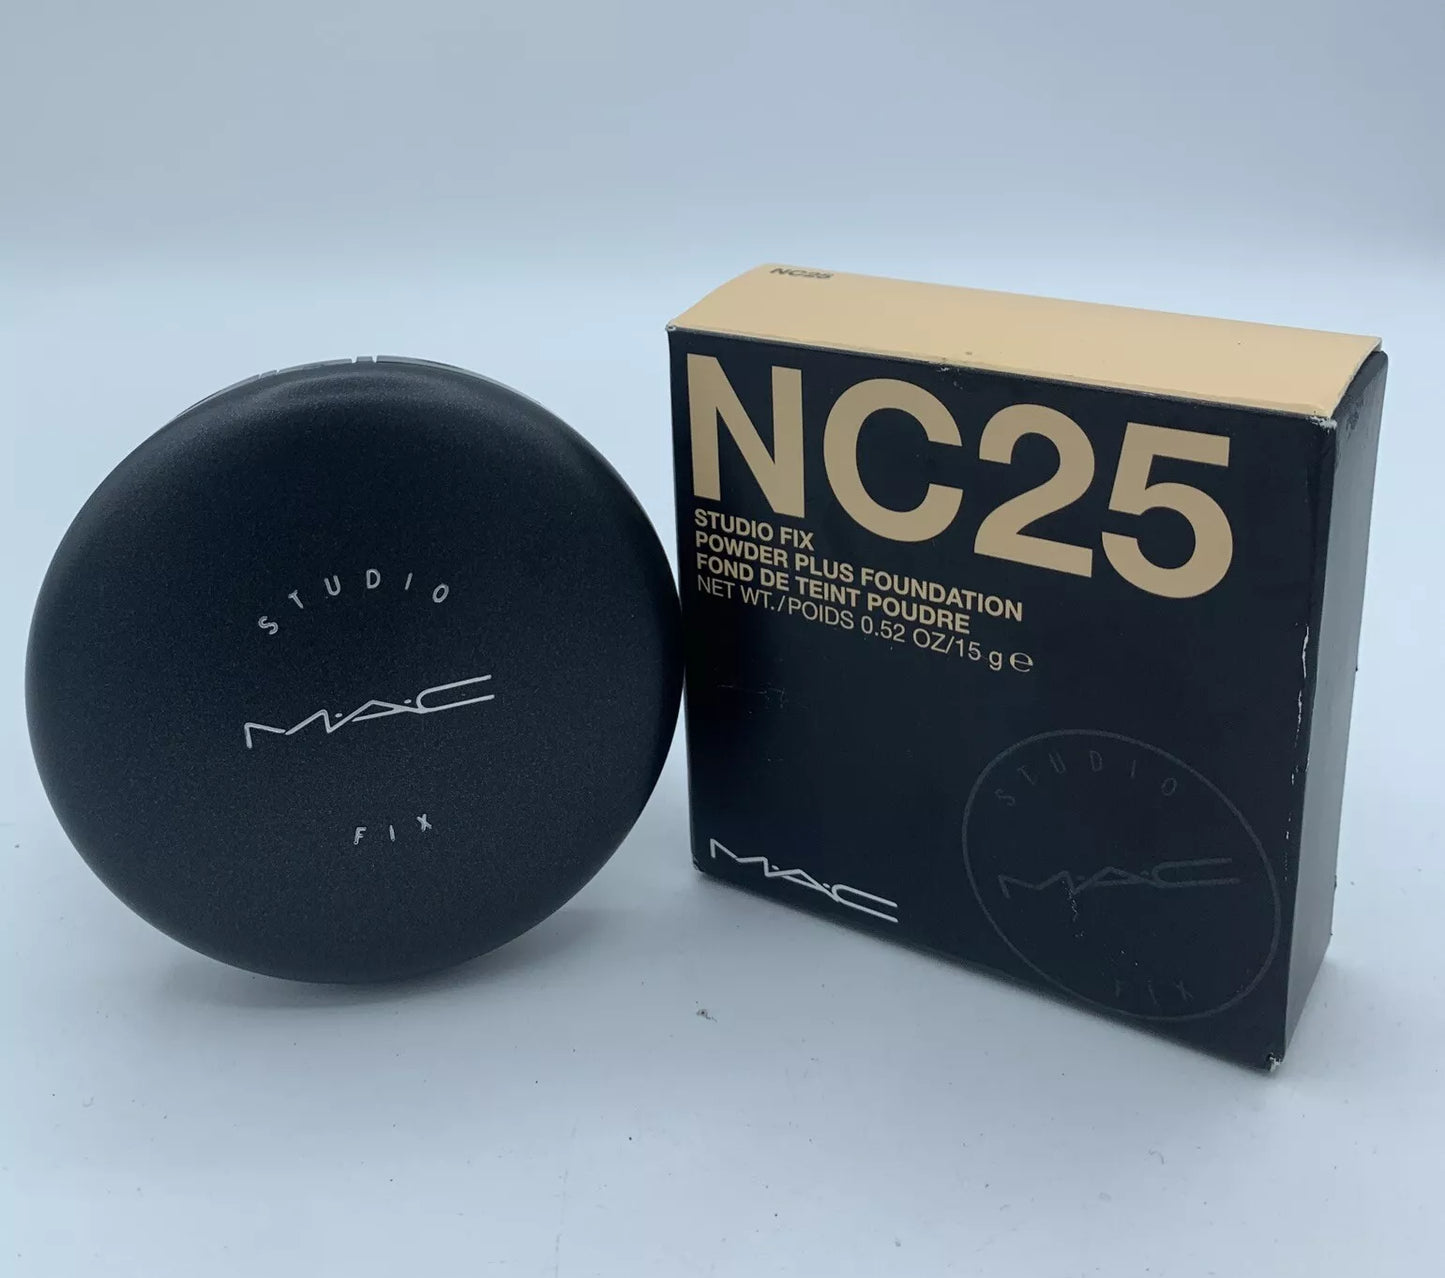 STUDIO
M·A·C
FIX
NC25
NC25
STUDIO FIX
POWDER PLUS FOUNDATION
FOND DE TEINT POUDRE
NET WT./POIDS 0.52 OZ/15 g ℮
STUDIO
M·A·C
FIX
M·A·C